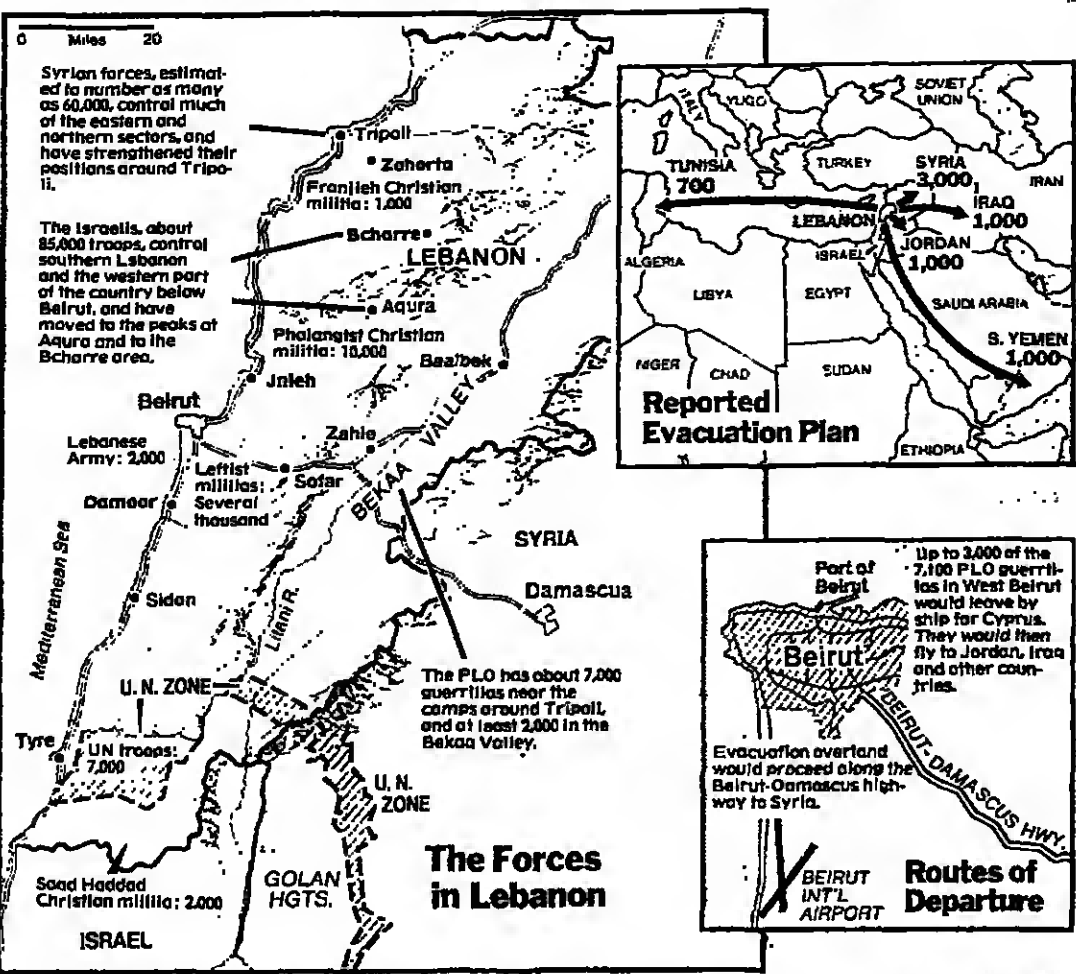 0 Miles 20
Syrian forces, estimat-
ed to number as many
as 60,000, control much
of the eastern and
northern sectors, and
have strengthened their
positions around Tripo-
li.
The Israelis, about
85,000 troops, control
southern Lebanon
and the western part
of the country below
Beirut, and have
moved to the peaks at
Aqura and to the
Bcharre area.
Tripoli
Zahorta
Franjieh Christian
militia: 1,000
Bcharre
LEBANON
Aqura
Phalangist Christian
militia: 10,000
Baalbek
Jnieh
Beirut
Lebanese
Army: 2,000
Leftist
militias:
Several
thousand
Zahle
Sofar
BEKAA VALLEY
Damour
SYRIA
Damascus
Mediterranean Sea
Sidon
Litani R.
U. N. ZONE
The PLO has about 7,000
guerrillas near the
camps around Tripoli,
and at least 2,000 in the
Bekaa Valley.
Tyre
UN troops:
7,000
U. N.
ZONE
Saad Haddad
Christian militia: 2,000
GOLAN
HGTS.
ISRAEL
The Forces
in Lebanon
ITALY
YUGO
SOVIET
UNION
TUNISIA
700
TURKEY
SYRIA
3,000
IRAN
IRAQ
1,000
LEBANON
JORDAN
1,000
ALGERIA
ISRAEL
LIBYA
EGYPT
SAUDI ARABIA
S. YEMEN
1,000
NIGER
CHAD
SUDAN
ETHIOPIA
Reported
Evacuation Plan
Port of
Beirut
Up to 3,000 of the
7,100 PLO guerril-
las in West Beirut
would leave by
ship for Cyprus.
They would then
fly to Jordan, Iraq
and other coun-
tries.
Beirut
Evacuation overland
would proceed along the
Beirut-Damascus high-
way to Syria.
BEIRUT-DAMASCUS HWY.
BEIRUT
INT'L
AIRPORT
Routes of
Departure